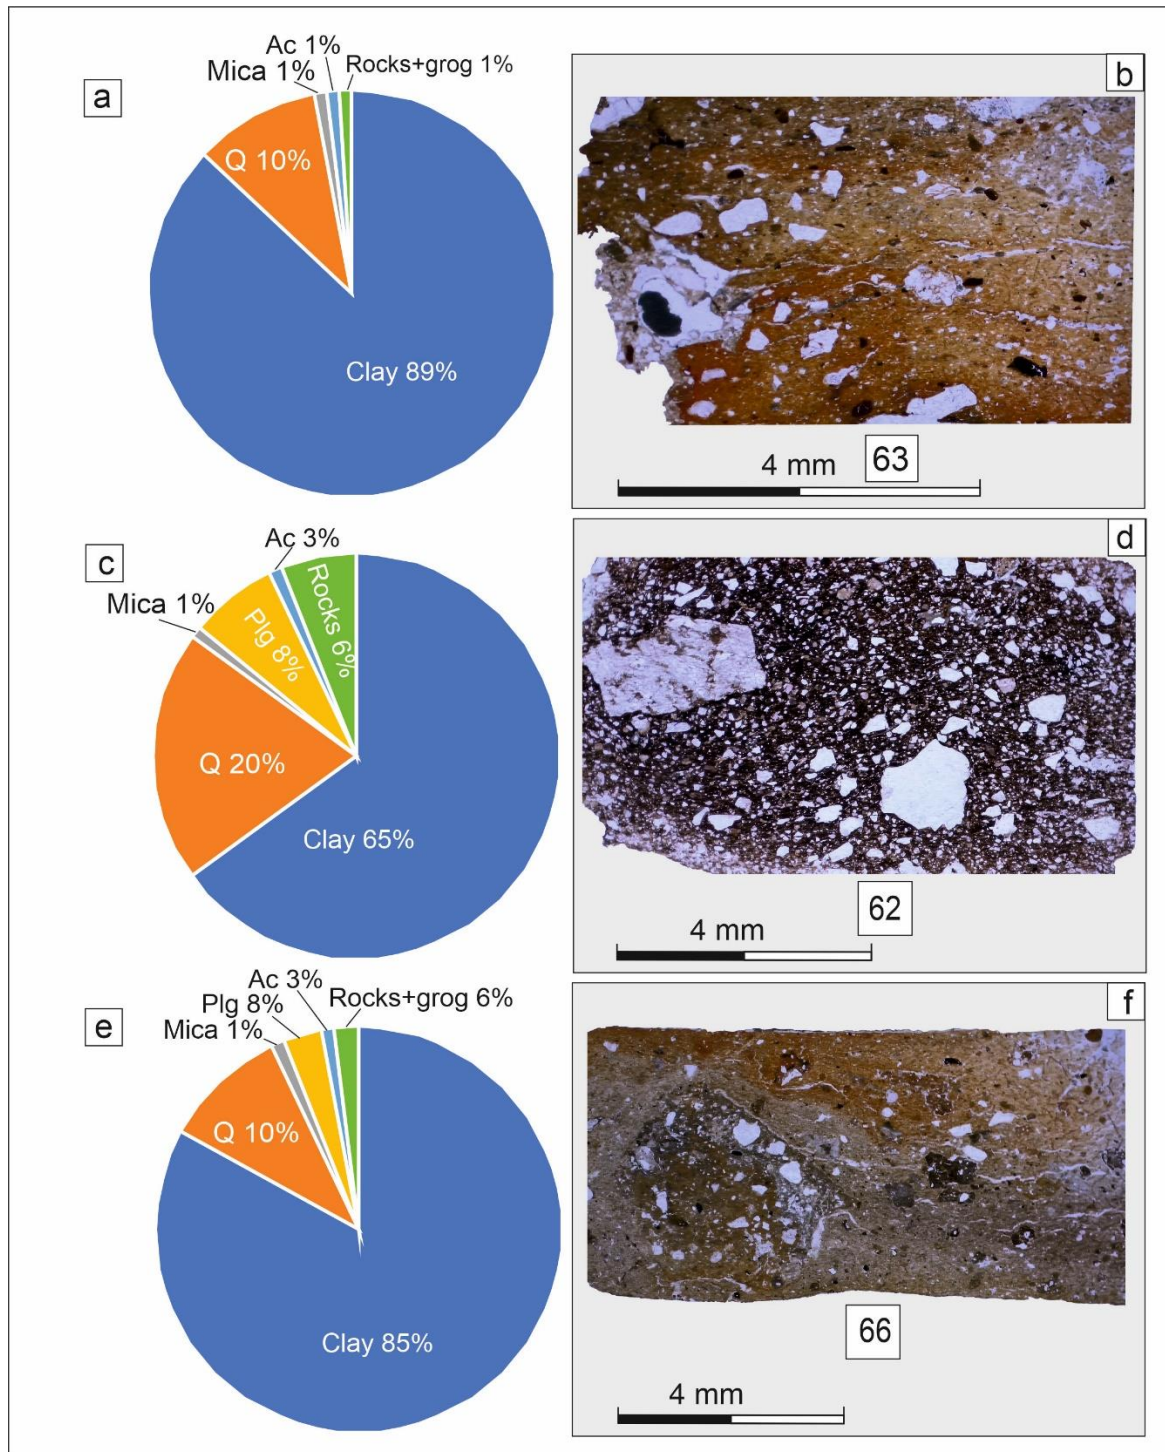 a
Ac 1%
Mica 1%
Rocks+grog 1%
Q 10%
Clay 89%
b
4 mm
63
c
Ac 3%
Mica 1%
Plg 8%
Rocks 6%
Q 20%
Clay 65%
d
62
4 mm
e
Ac 3%
Plg 8%
Rocks+grog 6%
Mica 1%
Q 10%
Clay 85%
f
66
4 mm